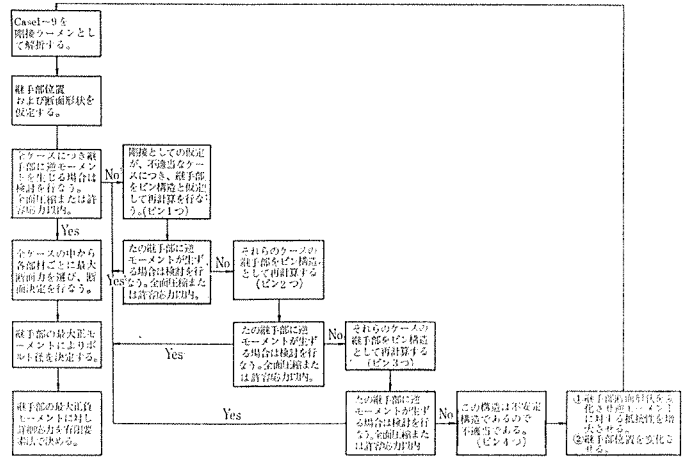 Case1~9を
剛接ラーメンとし
て解析する。
継手部位置
および断面形状を
仮定する。
全ケースにつき継
手部に逆モーメン
トを生じる場合は
検討を行なう。
全面圧縮または許
容応力以内。
No
剛接としての仮定
が、不適当なケー
スにつき、継手部
をピン構造と仮定
して再計算を行な
う。(ピン1つ)
Yes
全ケースの中から
各部材ごとに最大
断面力を選び、断
面決定を行なう。
Yes
たの継手部に逆
モーメントが生ずる
場合は検討を行
なう。全面圧縮また
は許容応力以内。
No
それらのケースの
継手部をピン構造
として再計算する
(ピン2つ)
継手部の最大正モ
ーメントによりボ
ルト径を決定する。
Yes
たの継手部に逆
モーメントが生ずる
場合は検討を行
なう。全面圧縮また
は許容応力以内。
No
それらのケースの
継手部をピン構造
として再計算する
(ピン3つ)
継手部の最大正負
モーメントに対し
詳細応力を有限要
素法で決める。
Yes
たの継手部に逆
モーメントが生ずる
場合は検討を行
なう。全面圧縮また
は許容応力以内
No
この構造は不安定
構造であるので
不適当である。
(ピン4つ)
①継手部断面形状を変
化させ逆モーメント
に対する抵抗性を増
大させる。
②継手部位置を変化さ
せる。